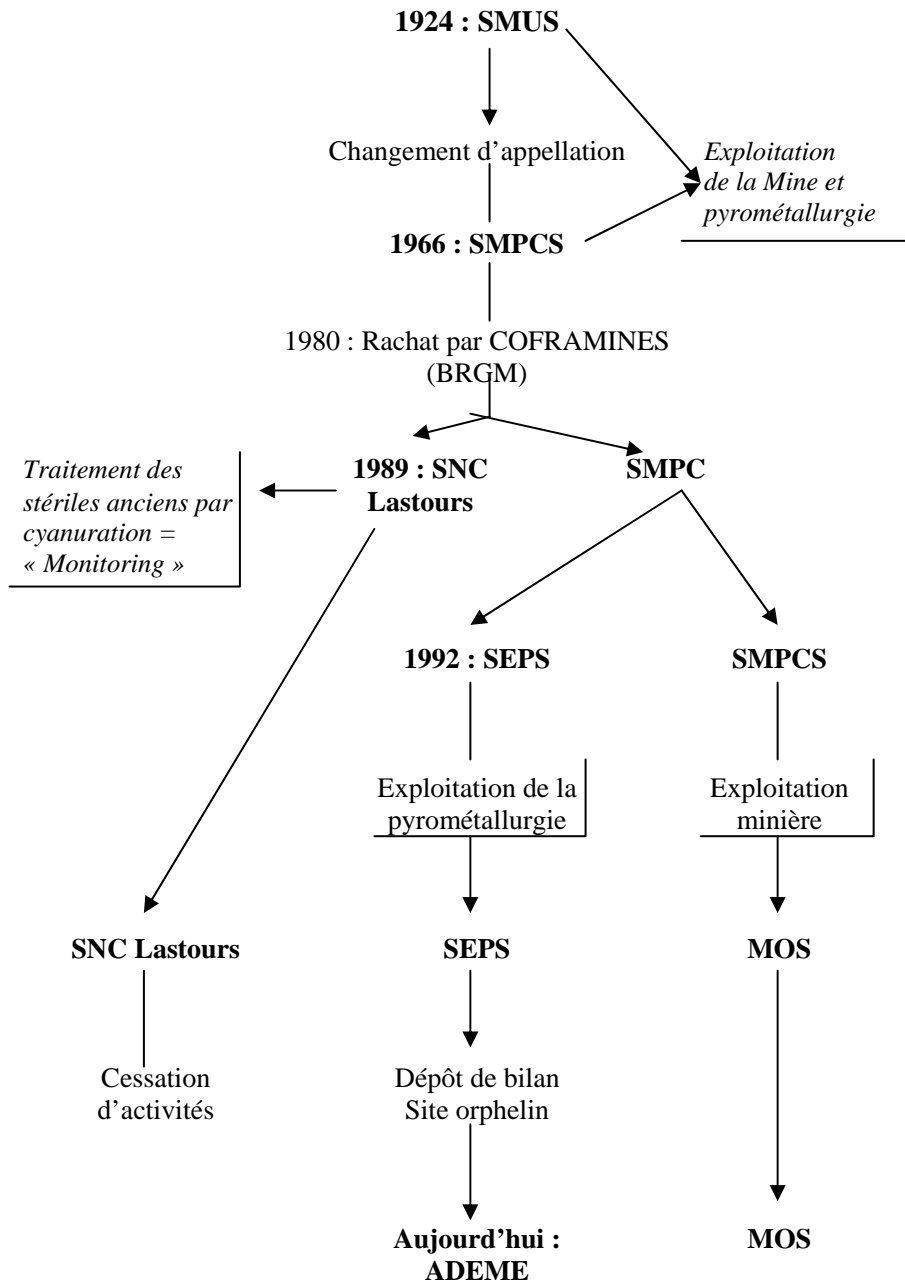 1924 : SMUS
Changement d’appellation
Exploitation
de la Mine et
pyrométallurgie
1966 : SMPCS
1980 : Rachat par COFRAMINES
(BRGM)
Traitement des
stériles anciens par
cyanuration =
« Monitoring »
1989 : SNC
Lastours
SMPC
1992 : SEPS
SMPCS
Exploitation de la
pyrométallurgie
Exploitation
minière
SNC Lastours
SEPS
MOS
Cessation
d’activités
Dépôt de bilan
Site orphelin
Aujourd'hui :
ADEME
MOS